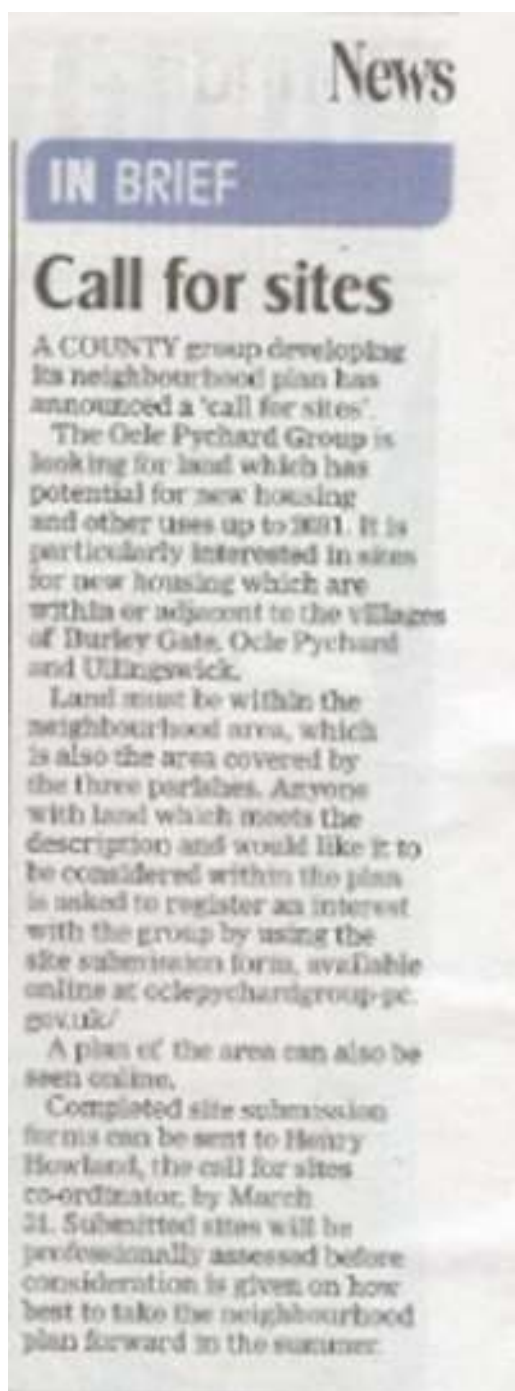 News
IN BRIEF
Call for sites
A COUNTY group developing
its neighbourhood plan has
announced a 'call for sites'.
The Ocle Pychard Group is
looking for land which has
potential for new housing
and other uses up to 2031. It is
particularly interested in sites
for new housing which are
within or adjacent to the villages
of Burley Gate, Ocle Pychard
and Ullingswick.
Land must be within the
neighbourhood area, which
is also the area covered by
the three parishes. Anyone
with land which meets the
description and would like it to
be considered within the plan
is asked to register an interest
with the group by using the
site submission form, available
online at oclepychardgroup-pc.
gov.uk/
A plan of the area can also be
seen online.
Completed site submission
forms can be sent to Henry
Howland, the call for sites
co-ordinator, by March
Submitted sites will be
professionally assessed before
consideration is given on how
best to take the neighbourhood
plan forward in the summer.